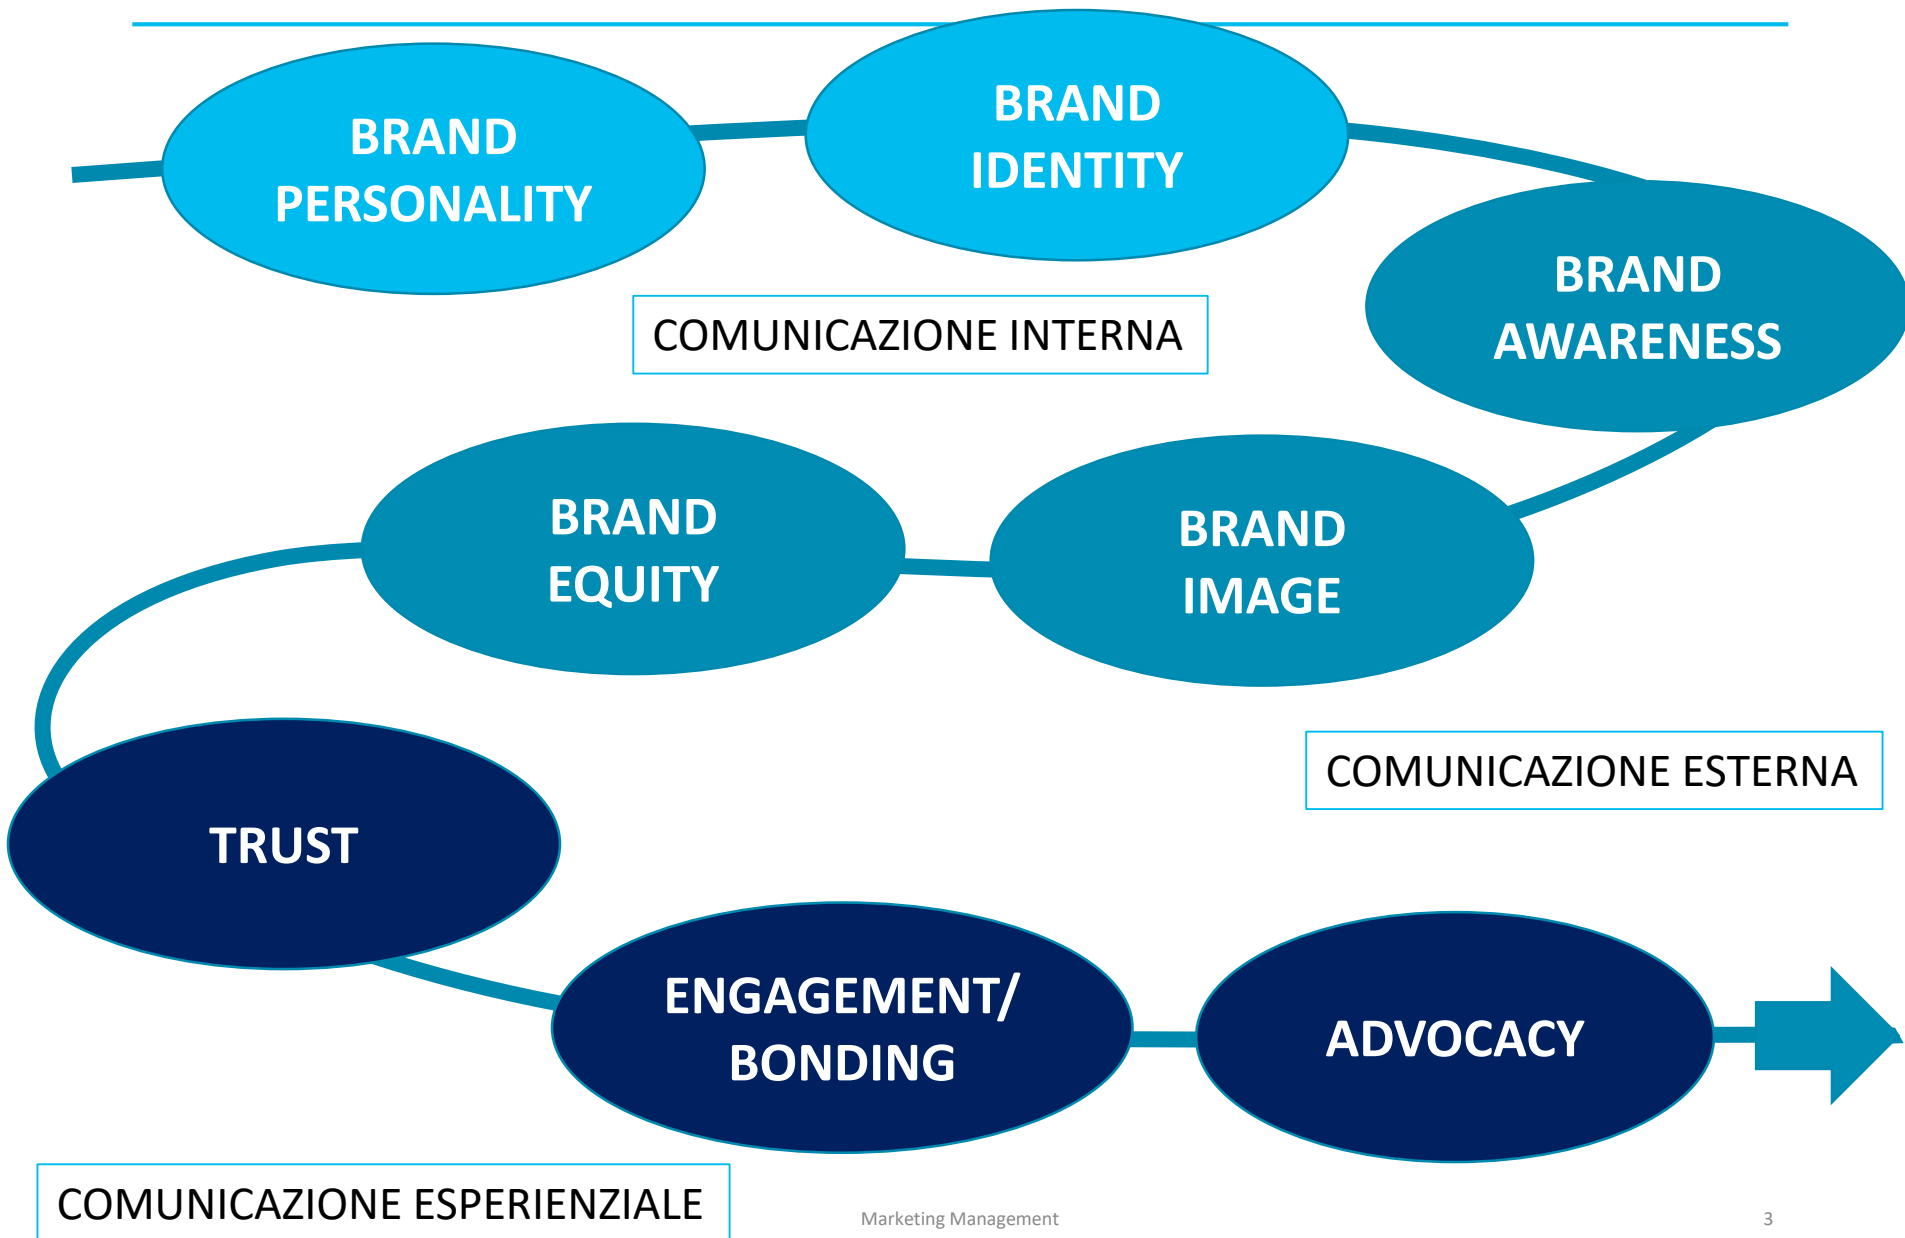 BRAND
PERSONALITY
BRAND
IDENTITY
BRAND
AWARENESS
COMUNICAZIONE INTERNA
BRAND
EQUITY
BRAND
IMAGE
COMUNICAZIONE ESTERNA
TRUST
ENGAGEMENT/
BONDING
ADVOCACY
COMUNICAZIONE ESPERIENZIALE
Marketing Management
3